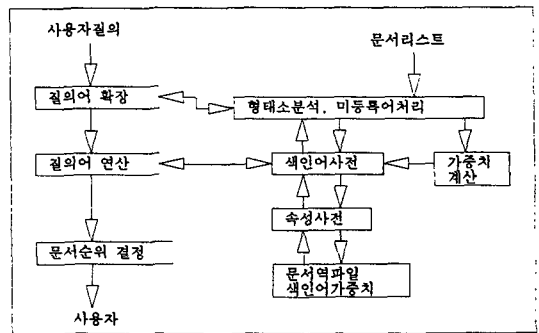 사용자질의
문서리스트
질의어 확장
형태소분석, 미등록어처리
질의어 연산
색인어사전
가중치
계산
속성사전
문서순위 결정
문서역파일
색인어가중치
사용자